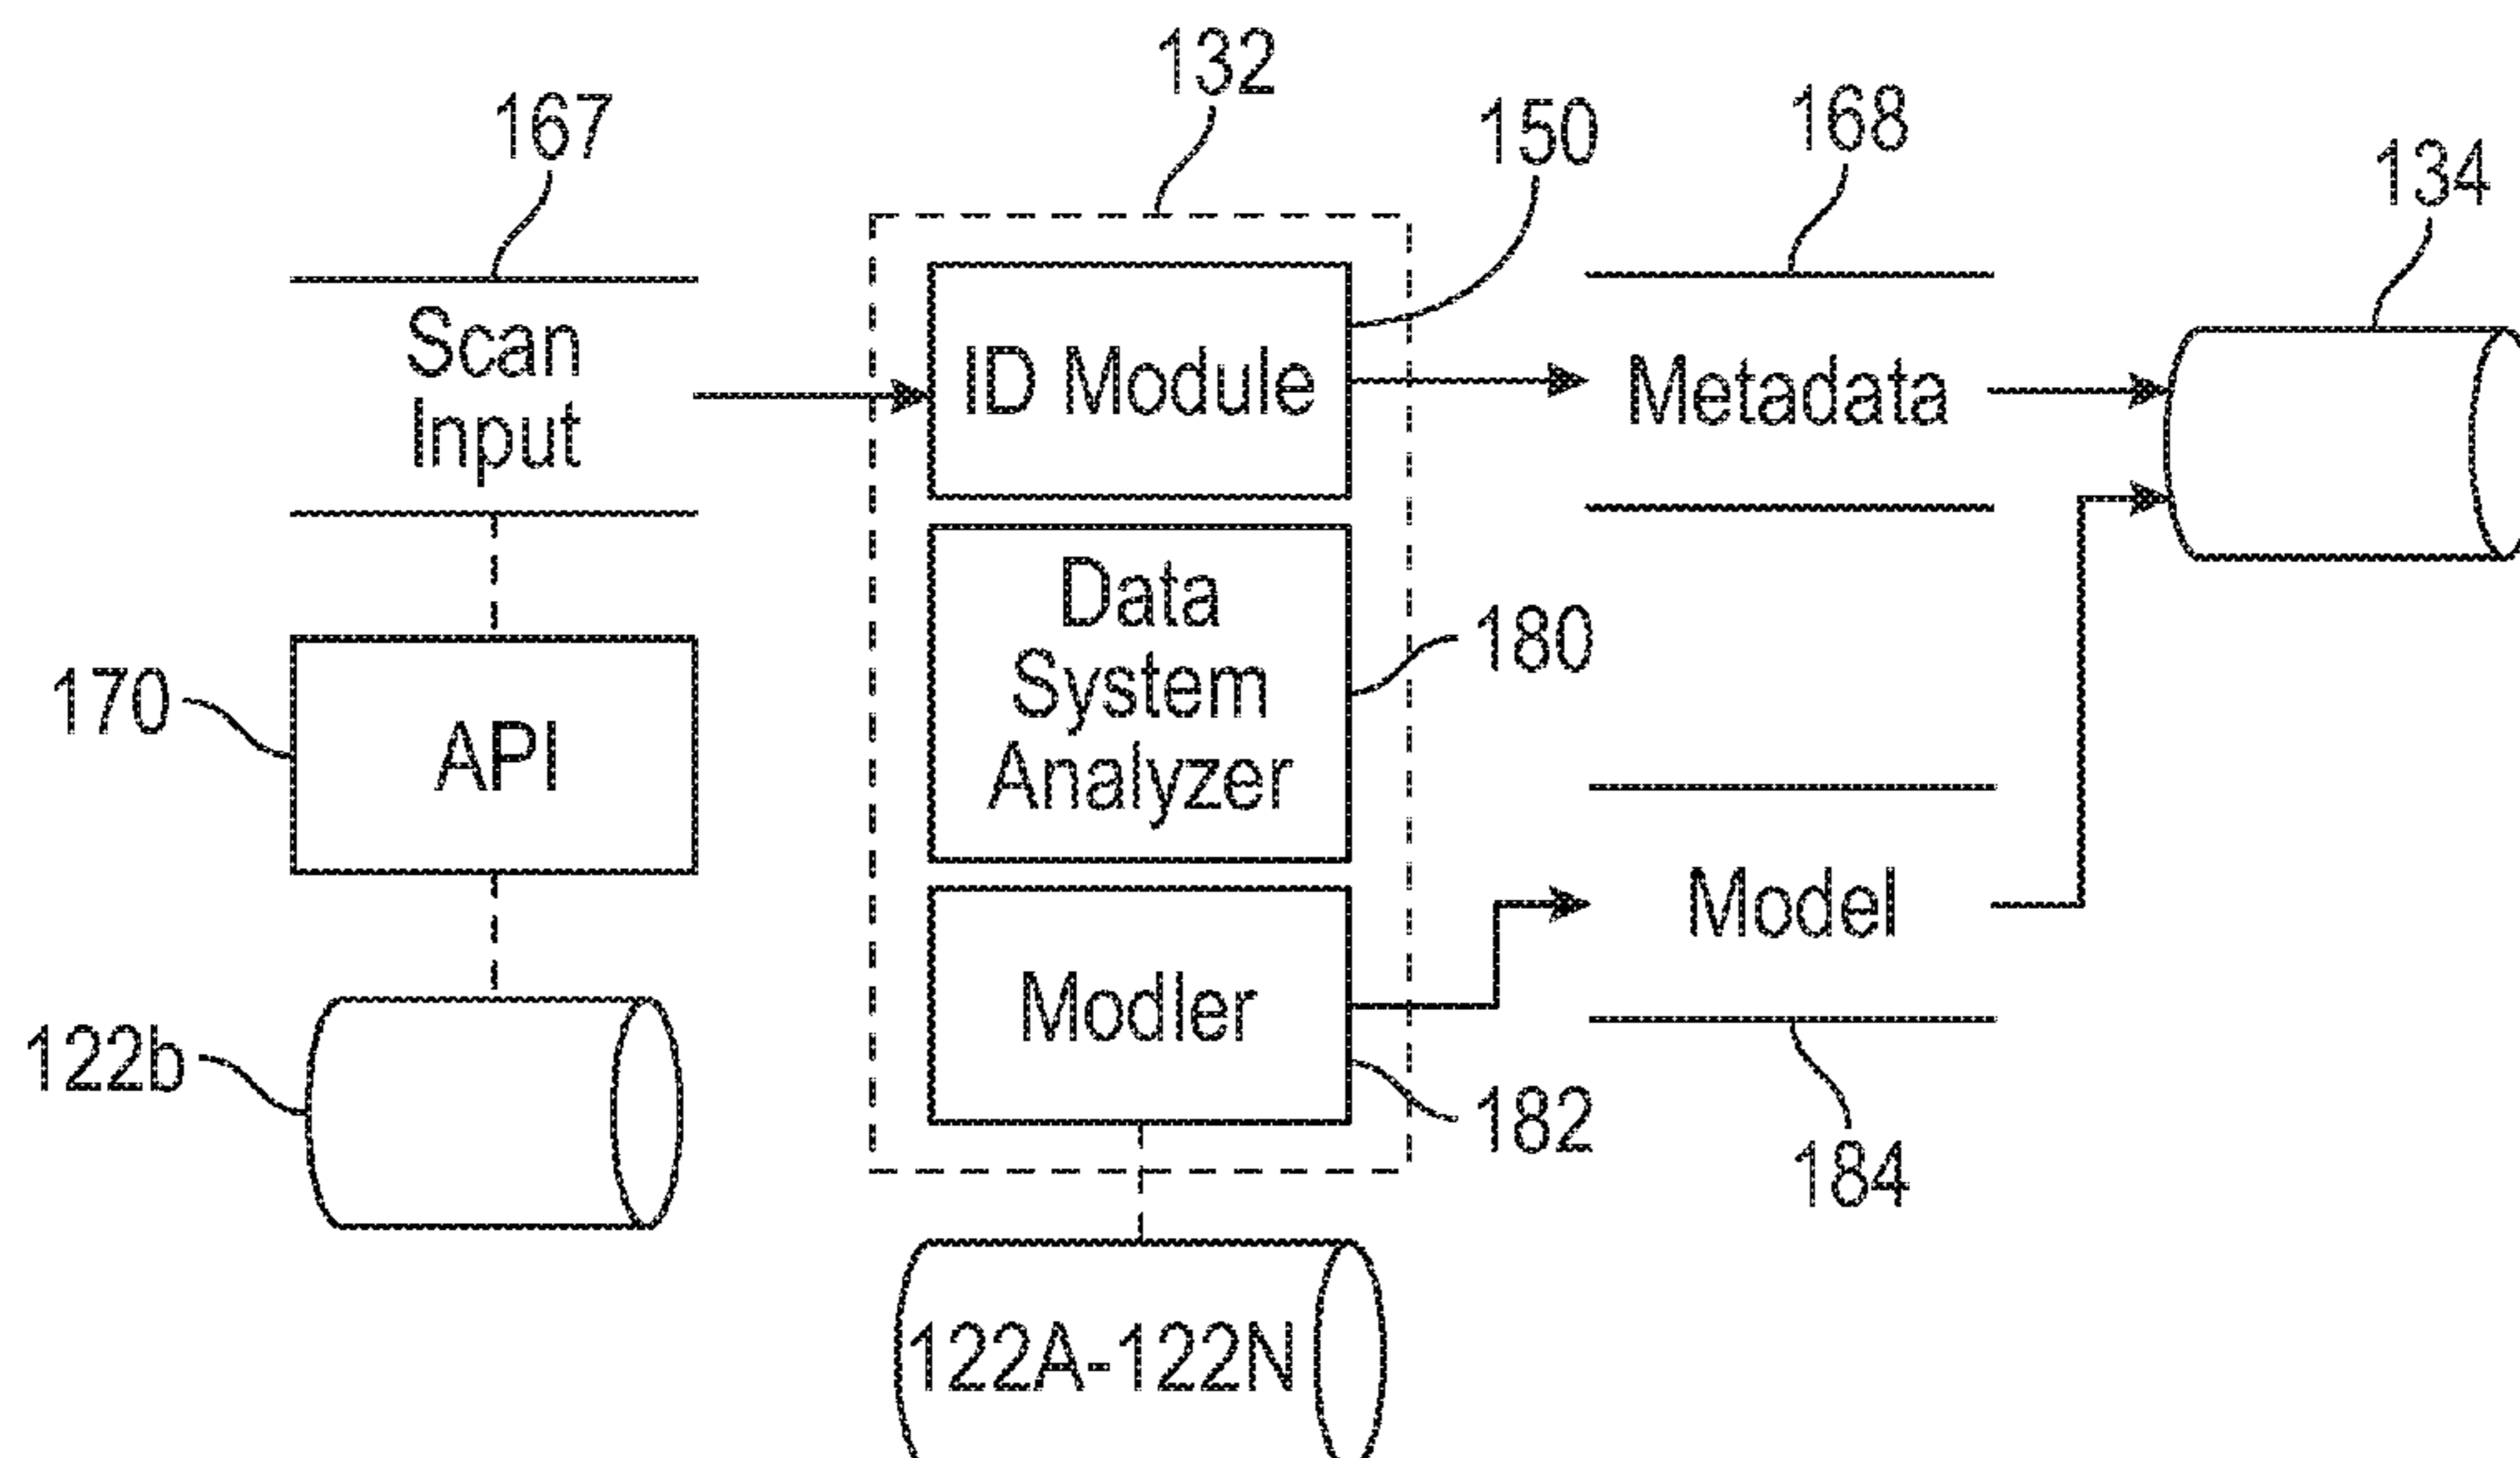 132
167
150
168
134
Scan
Input
ID Module
Metadata
Data
System
Analyzer
180
170
API
Model
Modler
122b
182
184
122A-122N